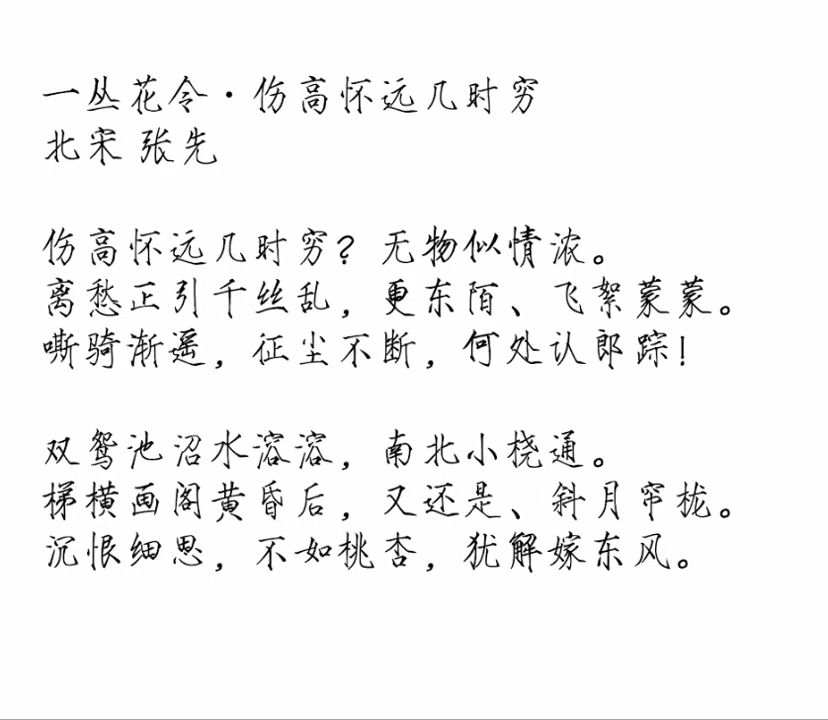 一丛花令·伤高怀远几时穷
北宋 张先
伤高怀远几时穷？无物似情浓。
离愁正引千丝乱，更东陌、飞絮蒙蒙。
嘶骑渐遥，征尘不断，何处认郎踪！
双鸳池沼水溶溶，南北小桡通。
梯横画阁黄昏后，又还是、斜月帘栊。
沉恨细思，不如桃杏，犹解嫁东风。